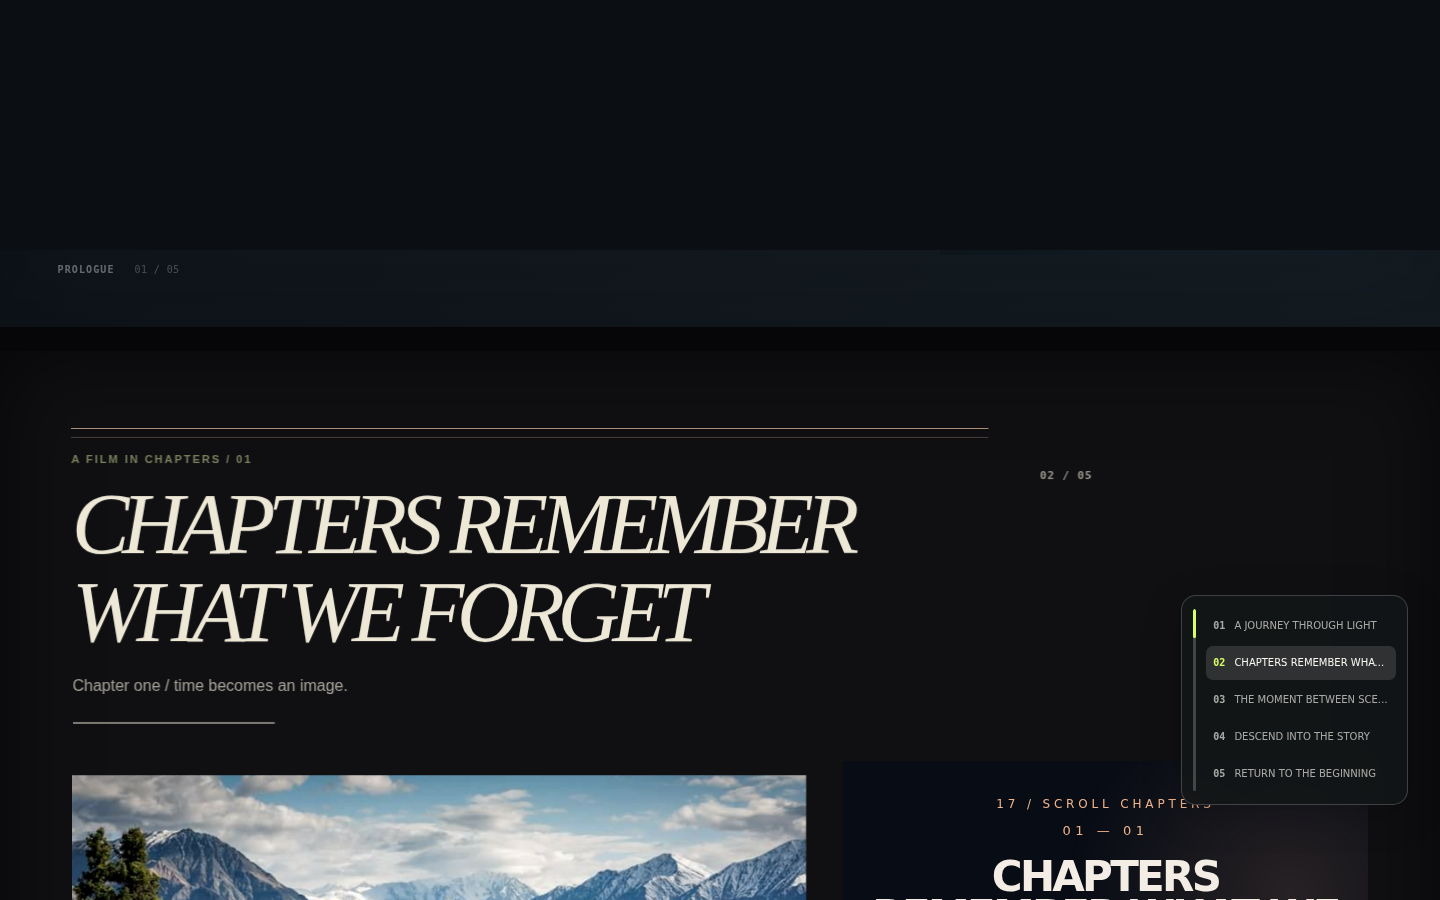 PROLOGUE 01 / 05
A FILM IN CHAPTERS / 01
02 / 05
CHAPTERS REMEMBER
WHAT WE FORGET
Chapter one / time becomes an image.
01 A JOURNEY THROUGH LIGHT
02 CHAPTERS REMEMBER WHA...
03 THE MOMENT BETWEEN SCE...
04 DESCEND INTO THE STORY
05 RETURN TO THE BEGINNING
17 / SCROLL CHAPTERS
01 — 01
CHAPTERS